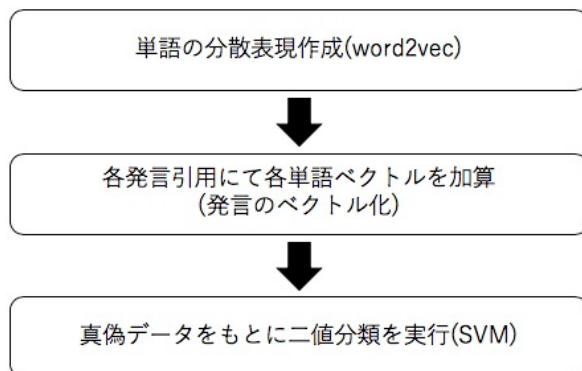 単語の分散表現作成(word2vec)
各発言引用にて各単語ベクトルを加算
(発言のベクトル化)
真偽データをもとに二値分類を実行(SVM)